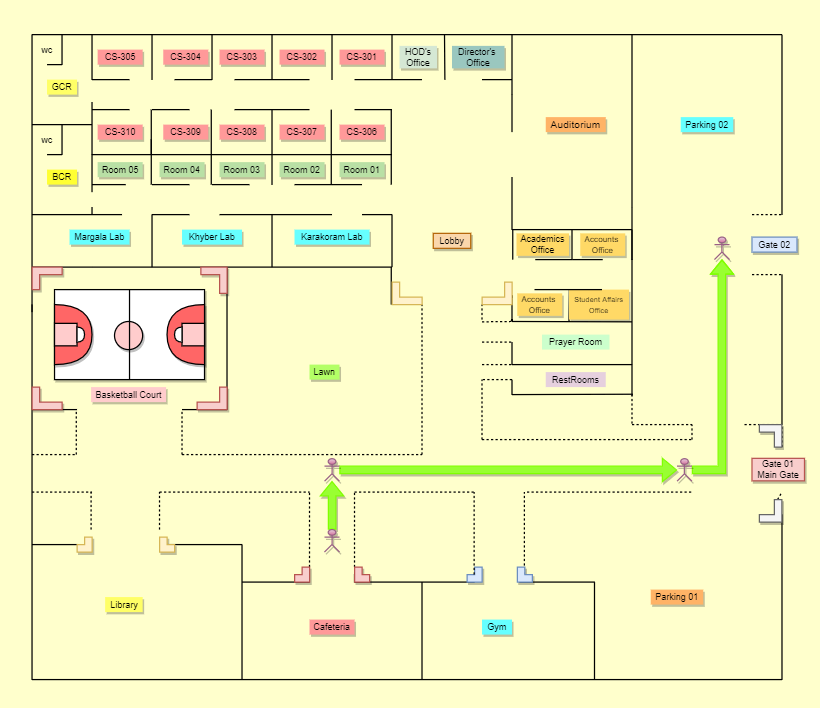 wc
CS-305
CS-304
CS-303
CS-302
CS-301
HOD's
Office
Director's
Office
GCR
Auditorium
Parking 02
wc
CS-310
CS-309
CS-308
CS-307
CS-306
BCR
Room 05
Room 04
Room 03
Room 02
Room 01
Margala Lab
Khyber Lab
Karakoram Lab
Lobby
Academics
Office
Accounts
Office
Gate 02
Accounts
Office
Student Affairs
Office
Prayer Room
Lawn
RestRooms
Basketball Court
Gate 01
Main Gate
Library
Cafeteria
Gym
Parking 01